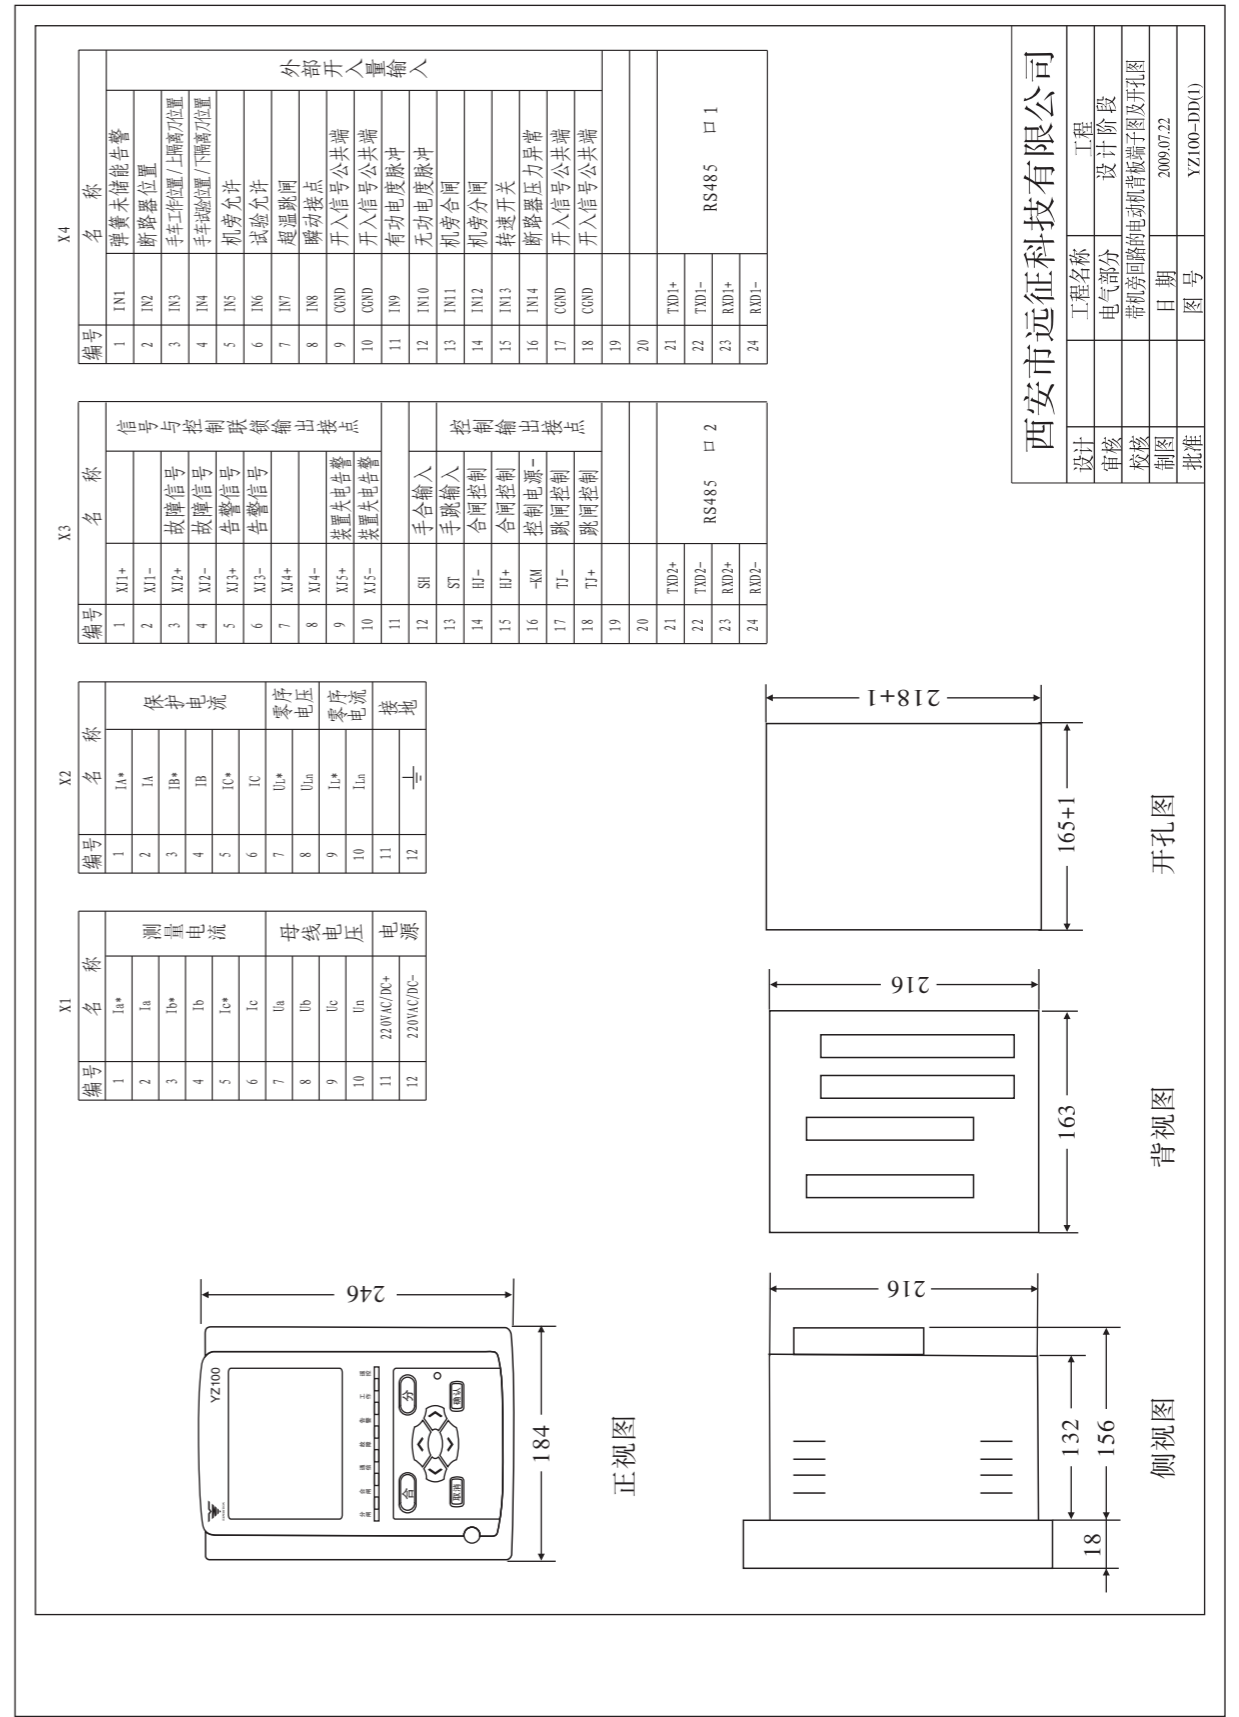 X1
编号 名 称
1 Ia* 测量电流
2 Ia
3 Ib*
4 Ib
5 Ic*
6 Ic
7 Ua 母线电压
8 Ub
9 Uc
10 Un
11 220VAC/DC+ 电源
12 220VAC/DC-
X2
编号 名 称
1 IA* 保护电流
2 IA
3 IB*
4 IB
5 IC*
6 IC
7 UL* 零序电压
8 ULn
9 IL* 零序电流
10 ILn
11 接地
12
X3
编号 名 称
1 XJ1+ 信号与控制联锁输出接点
2 XJ1-
3 XJ2+ 故障信号
4 XJ2- 故障信号
5 XJ3+ 告警信号
6 XJ3- 告警信号
7 XJ4+
8 XJ4-
9 XJ5+ 装置失电告警
10 XJ5- 装置失电告警
11
12 SH 手合输入
13 ST 手跳输入 控制输出接点
14 HJ- 合闸控制
15 HJ+ 合闸控制
16 -KM 控制电源-
17 TJ- 跳闸控制
18 TJ+ 跳闸控制
19
20
21 TXD2+ RS485 口 2
22 TXD2-
23 RXD2+
24 RXD2-
X4
编号 名 称
1 IN1 弹簧未储能告警 外部开入量输入
2 IN2 断路器位置
3 IN3 手车工作位置/上隔离刀位置
4 IN4 手车试验位置/下隔离刀位置
5 IN5 机旁允许
6 IN6 试验允许
7 IN7 超温跳闸
8 IN8 瞬动接点
9 CGND 开入信号公共端
10 CGND 开入信号公共端
11 IN9 有功电度脉冲
12 IN10 无功电度脉冲
13 IN11 机旁合闸
14 IN12 机旁分闸
15 IN13 转速开关
16 IN14 断路器压力异常
17 CGND 开入信号公共端
18 CGND 开入信号公共端
19
20
21 TXD1+ RS485 口 1
22 TXD1-
23 RXD1+
24 RXD1-
YZ100
合
分
取消
确认
246
184
正视图
216
132
156
18
侧视图
216
163
背视图
218+1
165+1
开孔图
西安市远征科技有限公司
设计 工程名称 工程
审核 电气部分 设计阶段
校核 带机旁回路的电动机背板端子图及开孔图
制图 日 期 2009.07.22
批准 图 号 YZ100-DD(1)